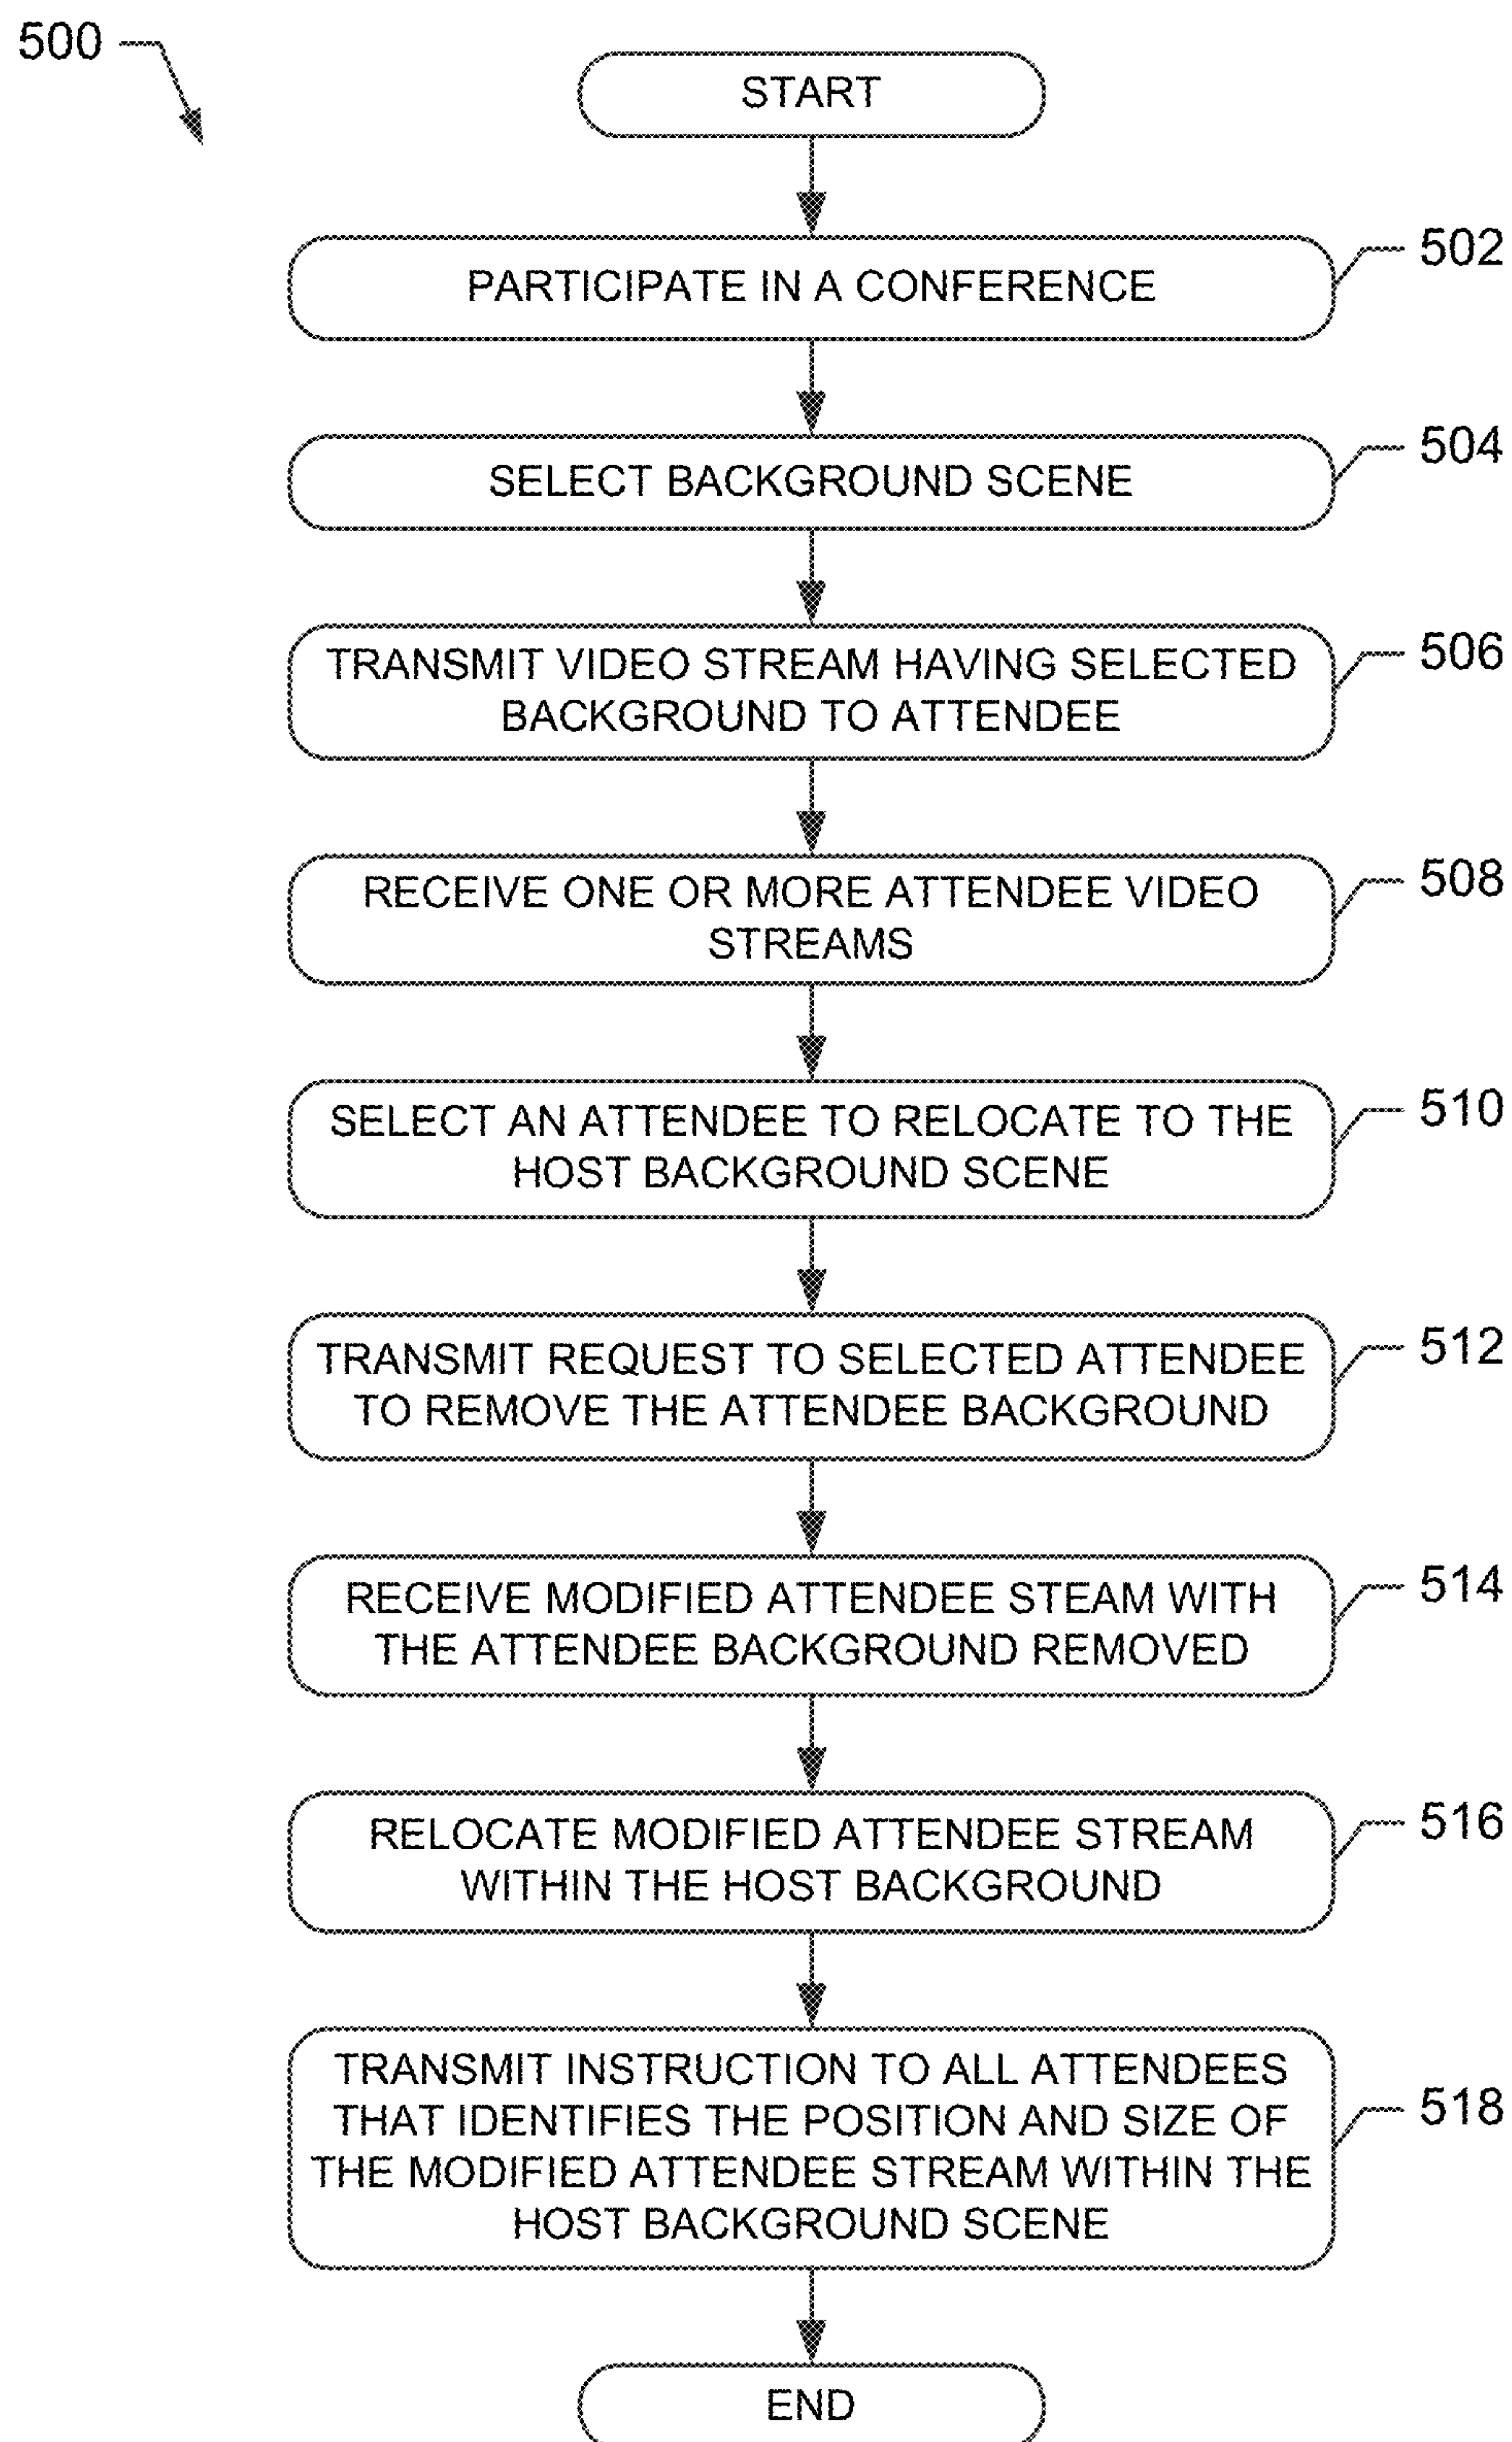 500
START
PARTICIPATE IN A CONFERENCE
502
SELECT BACKGROUND SCENE
504
TRANSMIT VIDEO STREAM HAVING SELECTED
BACKGROUND TO ATTENDEE
506
RECEIVE ONE OR MORE ATTENDEE VIDEO
STREAMS
508
SELECT AN ATTENDEE TO RELOCATE TO THE
HOST BACKGROUND SCENE
510
TRANSMIT REQUEST TO SELECTED ATTENDEE
TO REMOVE THE ATTENDEE BACKGROUND
512
RECEIVE MODIFIED ATTENDEE STEAM WITH
THE ATTENDEE BACKGROUND REMOVED
514
RELOCATE MODIFIED ATTENDEE STREAM
WITHIN THE HOST BACKGROUND
516
TRANSMIT INSTRUCTION TO ALL ATTENDEES
THAT IDENTIFIES THE POSITION AND SIZE OF
THE MODIFIED ATTENDEE STREAM WITHIN THE
HOST BACKGROUND SCENE
518
END